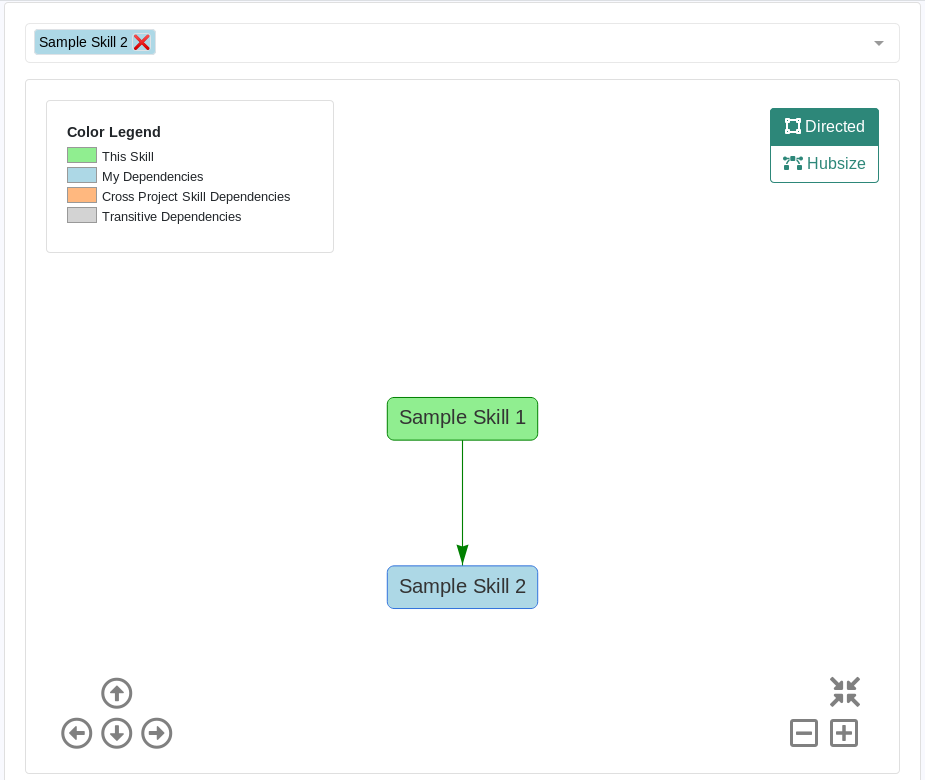 Sample Skill 2 ❌
Color Legend
This Skill
My Dependencies
Cross Project Skill Dependencies
Transitive Dependencies
Directed
Hubsize
Sample Skill 1
Sample Skill 2